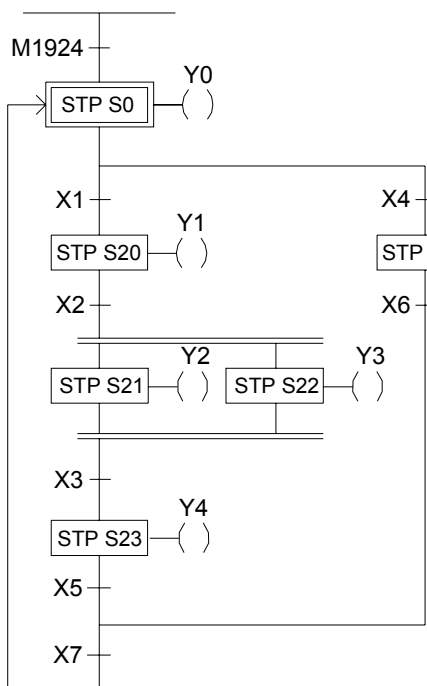 M1924
Y0
STP S0
X1
X4
Y1
STP S20
STP
X2
X6
Y2
Y3
STP S21
STP S22
X3
Y4
STP S23
X5
X7